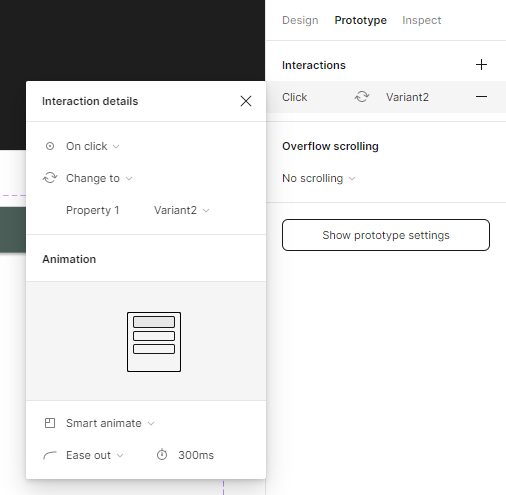 Design Prototype Inspect
Interactions
Click Variant2
Overflow scrolling
No scrolling
Show prototype settings
Interaction details
On click
Change to
Property 1 Variant2
Animation
Smart animate
Ease out 300ms